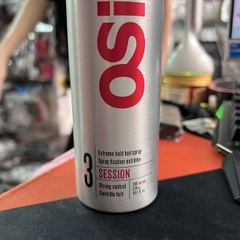 OSIS
Extreme hold hairspray
Spray fixation extrême
3
SESSION
Strong control
Contrôle fort